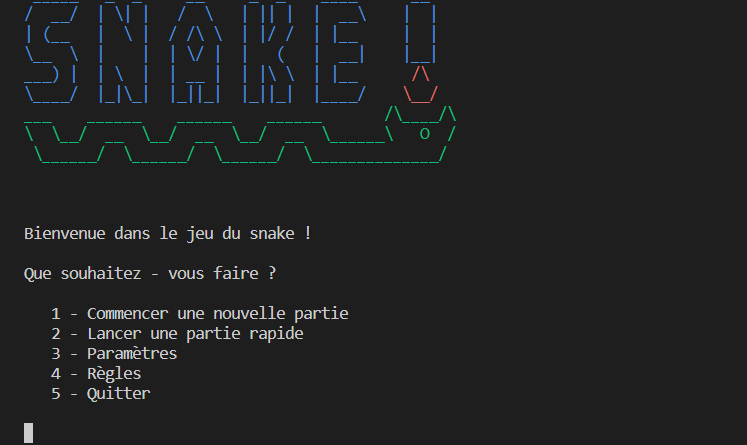 SNAKE !
Bienvenue dans le jeu du snake !
Que souhaitez - vous faire ?
1 - Commencer une nouvelle partie
2 - Lancer une partie rapide
3 - Paramètres
4 - Règles
5 - Quitter